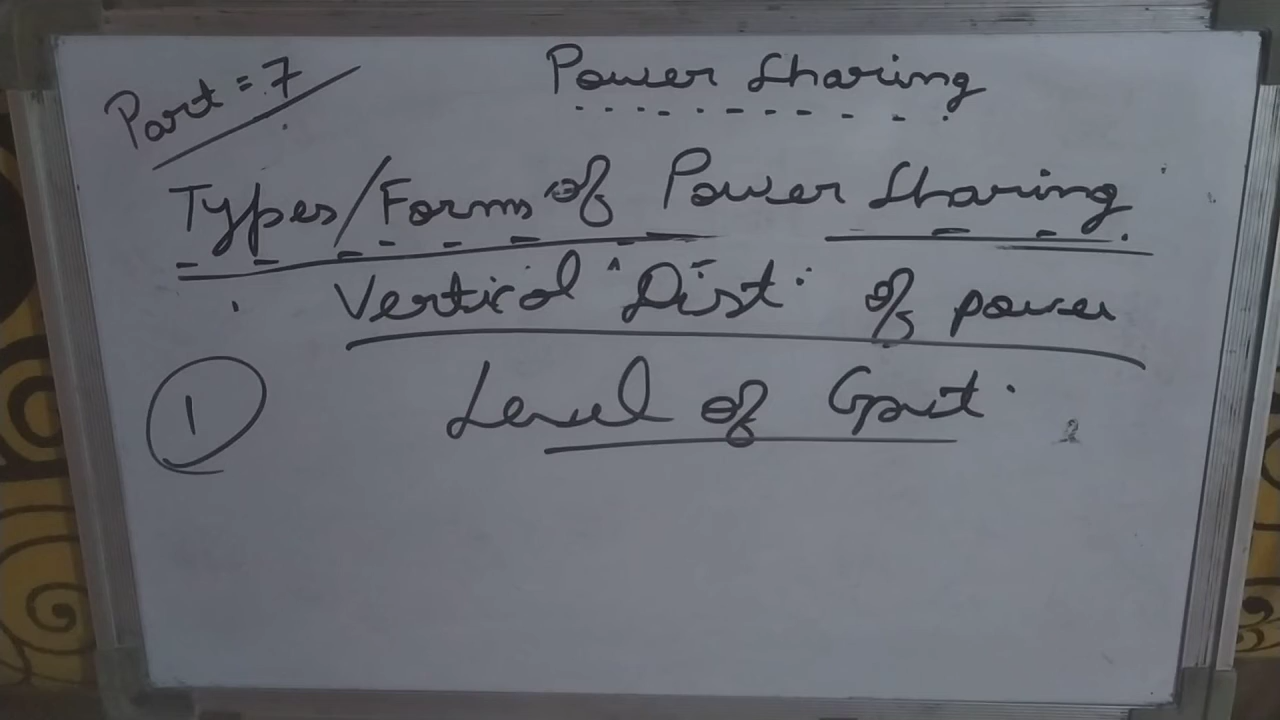 Part = 7
Power Sharing
Types/Forms of Power Sharing
Vertical Dist. of power
1
Level of Govt.